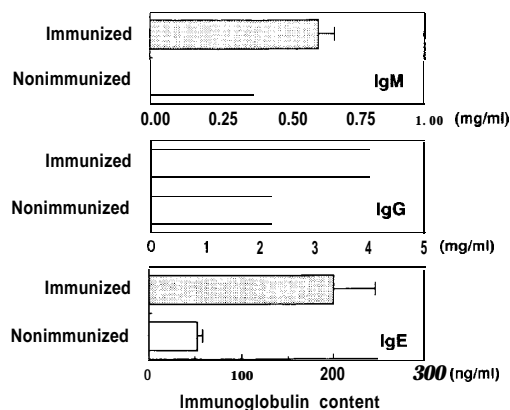 Immunized
Nonimmunized
IgM
0.00 0.25 0.50 0.75 1.00 (mg/ml)
Immunized
Nonimmunized
IgG
0 1 2 3 4 5 (mg/ml)
Immunized
Nonimmunized
IgE
0 100 200 300 (ng/ml)
Immunoglobulin content